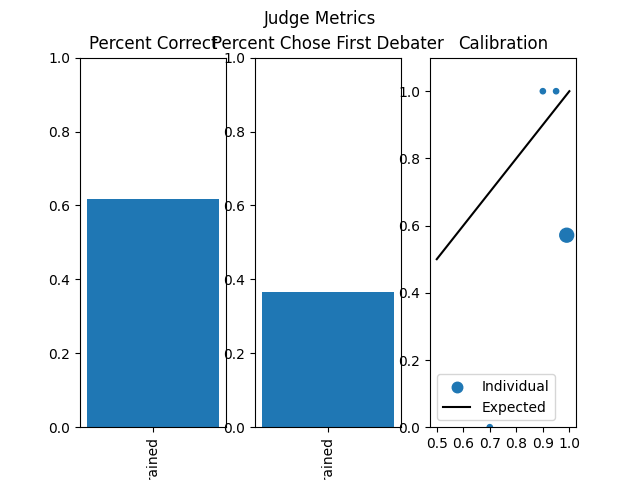 Judge Metrics
Percent Correct
Percent Chose First Debater
Calibration
1.0
0.8
0.6
0.4
0.2
0.0
rained
1.0
0.8
0.6
0.4
0.2
0.0
rained
1.0
0.8
0.6
0.4
0.2
0.0
Individual
Expected
0.5 0.6 0.7 0.8 0.9 1.0